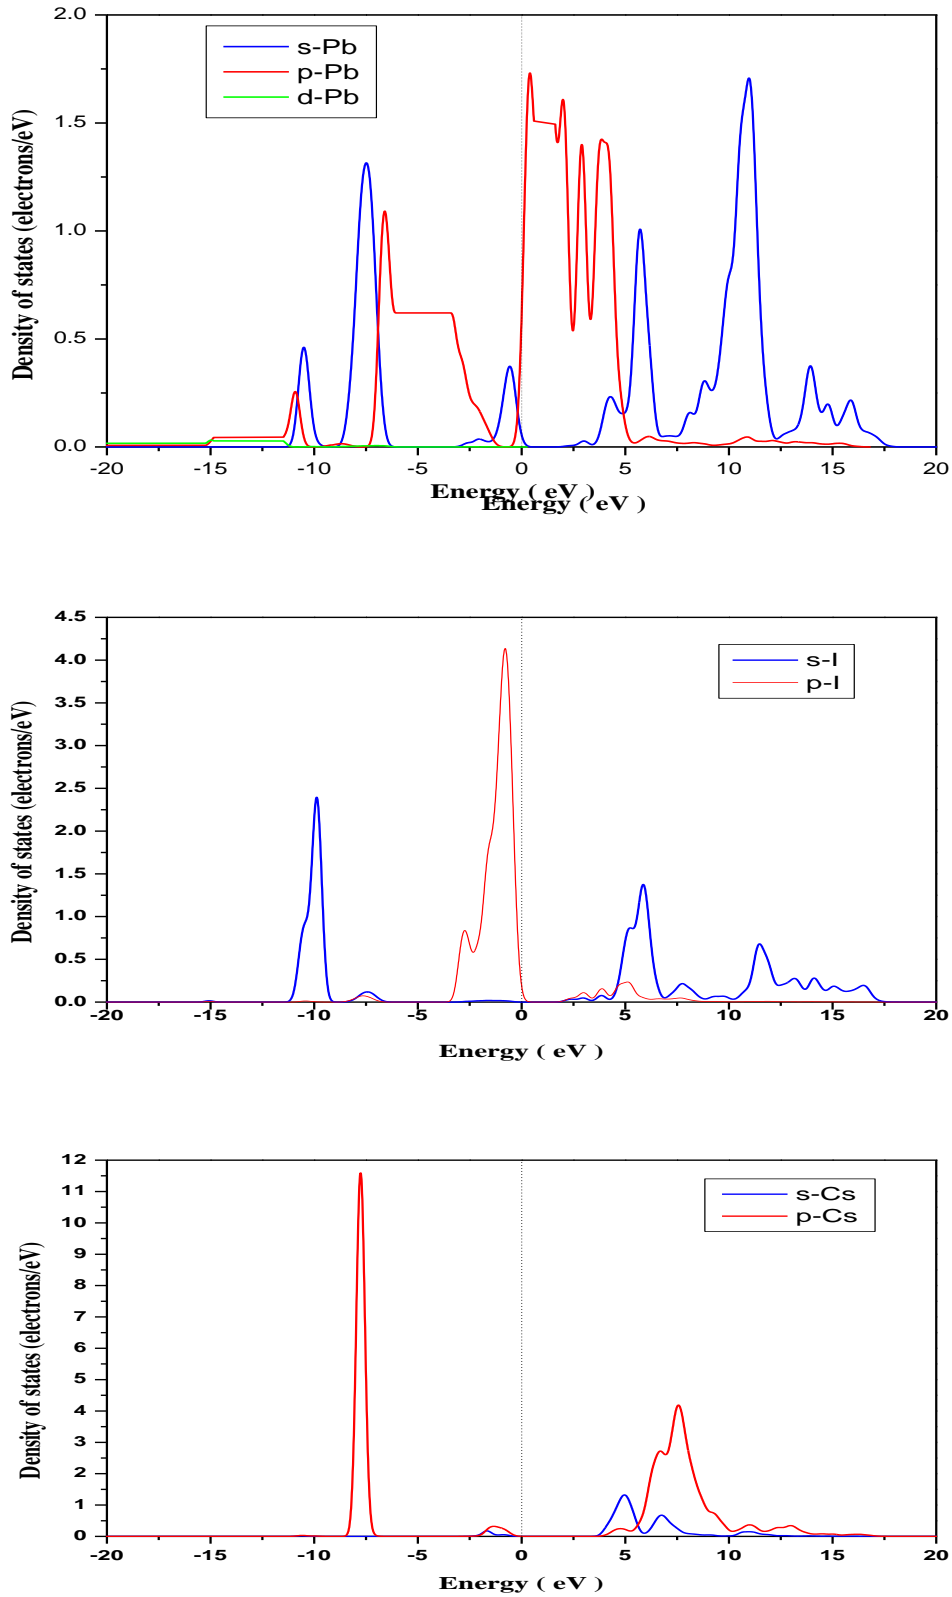 2.0
s-Pb
p-Pb
d-Pb
1.5
1.0
0.5
0.0
Density of states (electrons/eV)
-20 -15 -10 -5 0 5 10 15 20
Energy ( eV )
Energy ( eV )
4.5
s-I
p-I
4.0
3.5
3.0
2.5
2.0
1.5
1.0
0.5
0.0
Density of states (electrons/eV)
-20 -15 -10 -5 0 5 10 15 20
Energy ( eV )
12
s-Cs
p-Cs
11
10
9
8
7
6
5
4
3
2
1
0
Density of states (electrons/eV)
-20 -15 -10 -5 0 5 10 15 20
Energy ( eV )